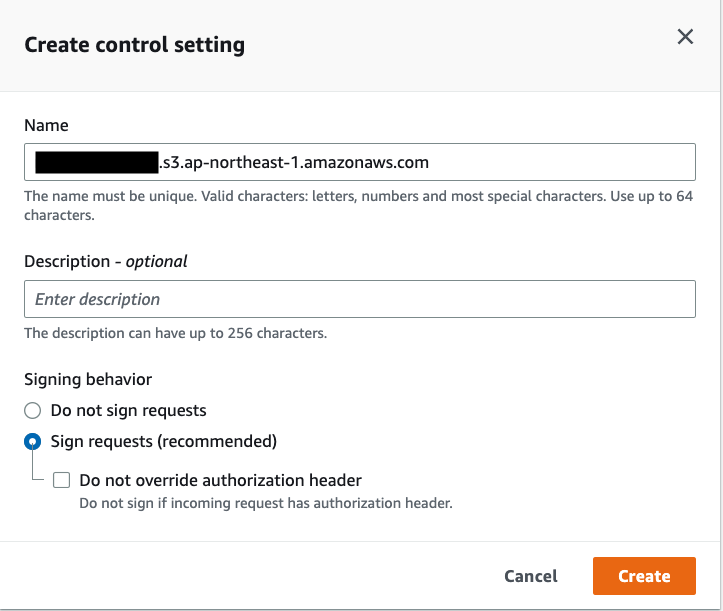 Create control setting
Name
.s3.ap-northeast-1.amazonaws.com
The name must be unique. Valid characters: letters, numbers and most special characters. Use up to 64
characters.
Description - optional
Enter description
The description can have up to 256 characters.
Signing behavior
Do not sign requests
Sign requests (recommended)
Do not override authorization header
Do not sign if incoming request has authorization header.
Cancel
Create